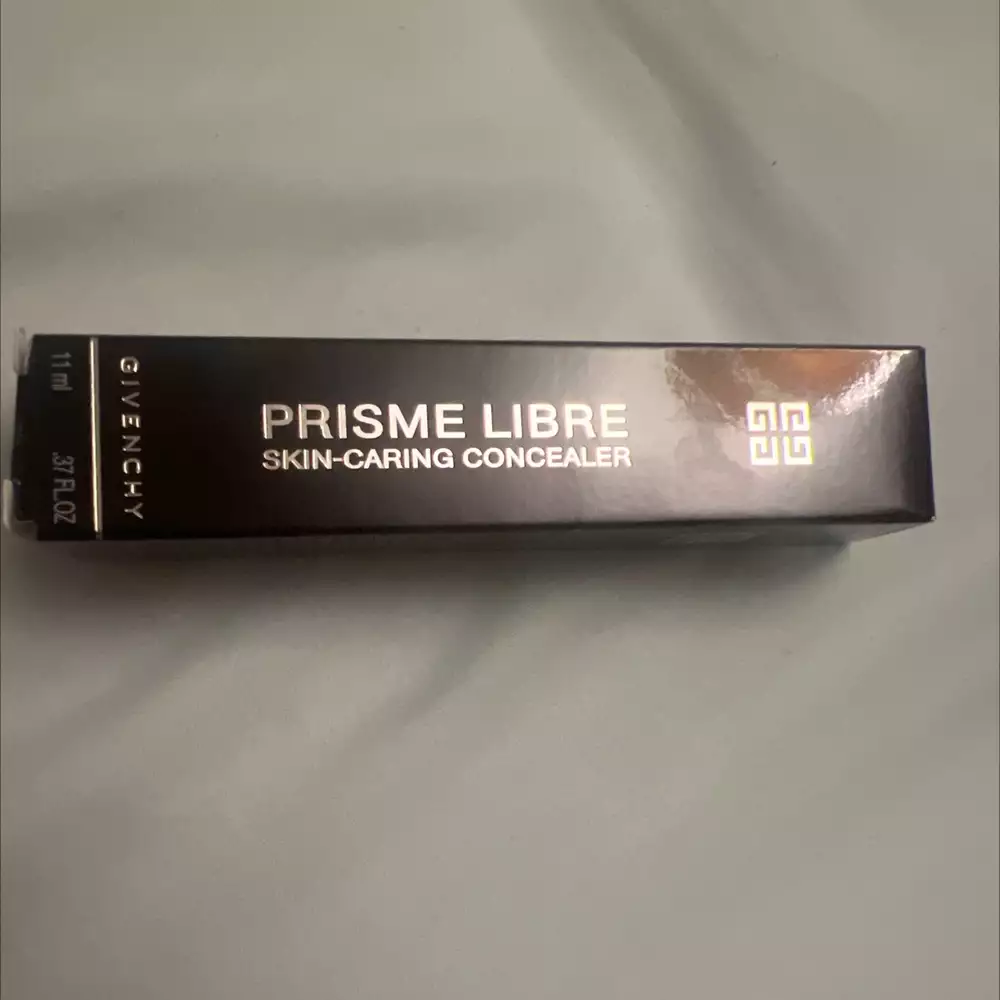 11 ml .37 FL.OZ
GIVENCHY
PRISME LIBRE
SKIN-CARING CONCEALER